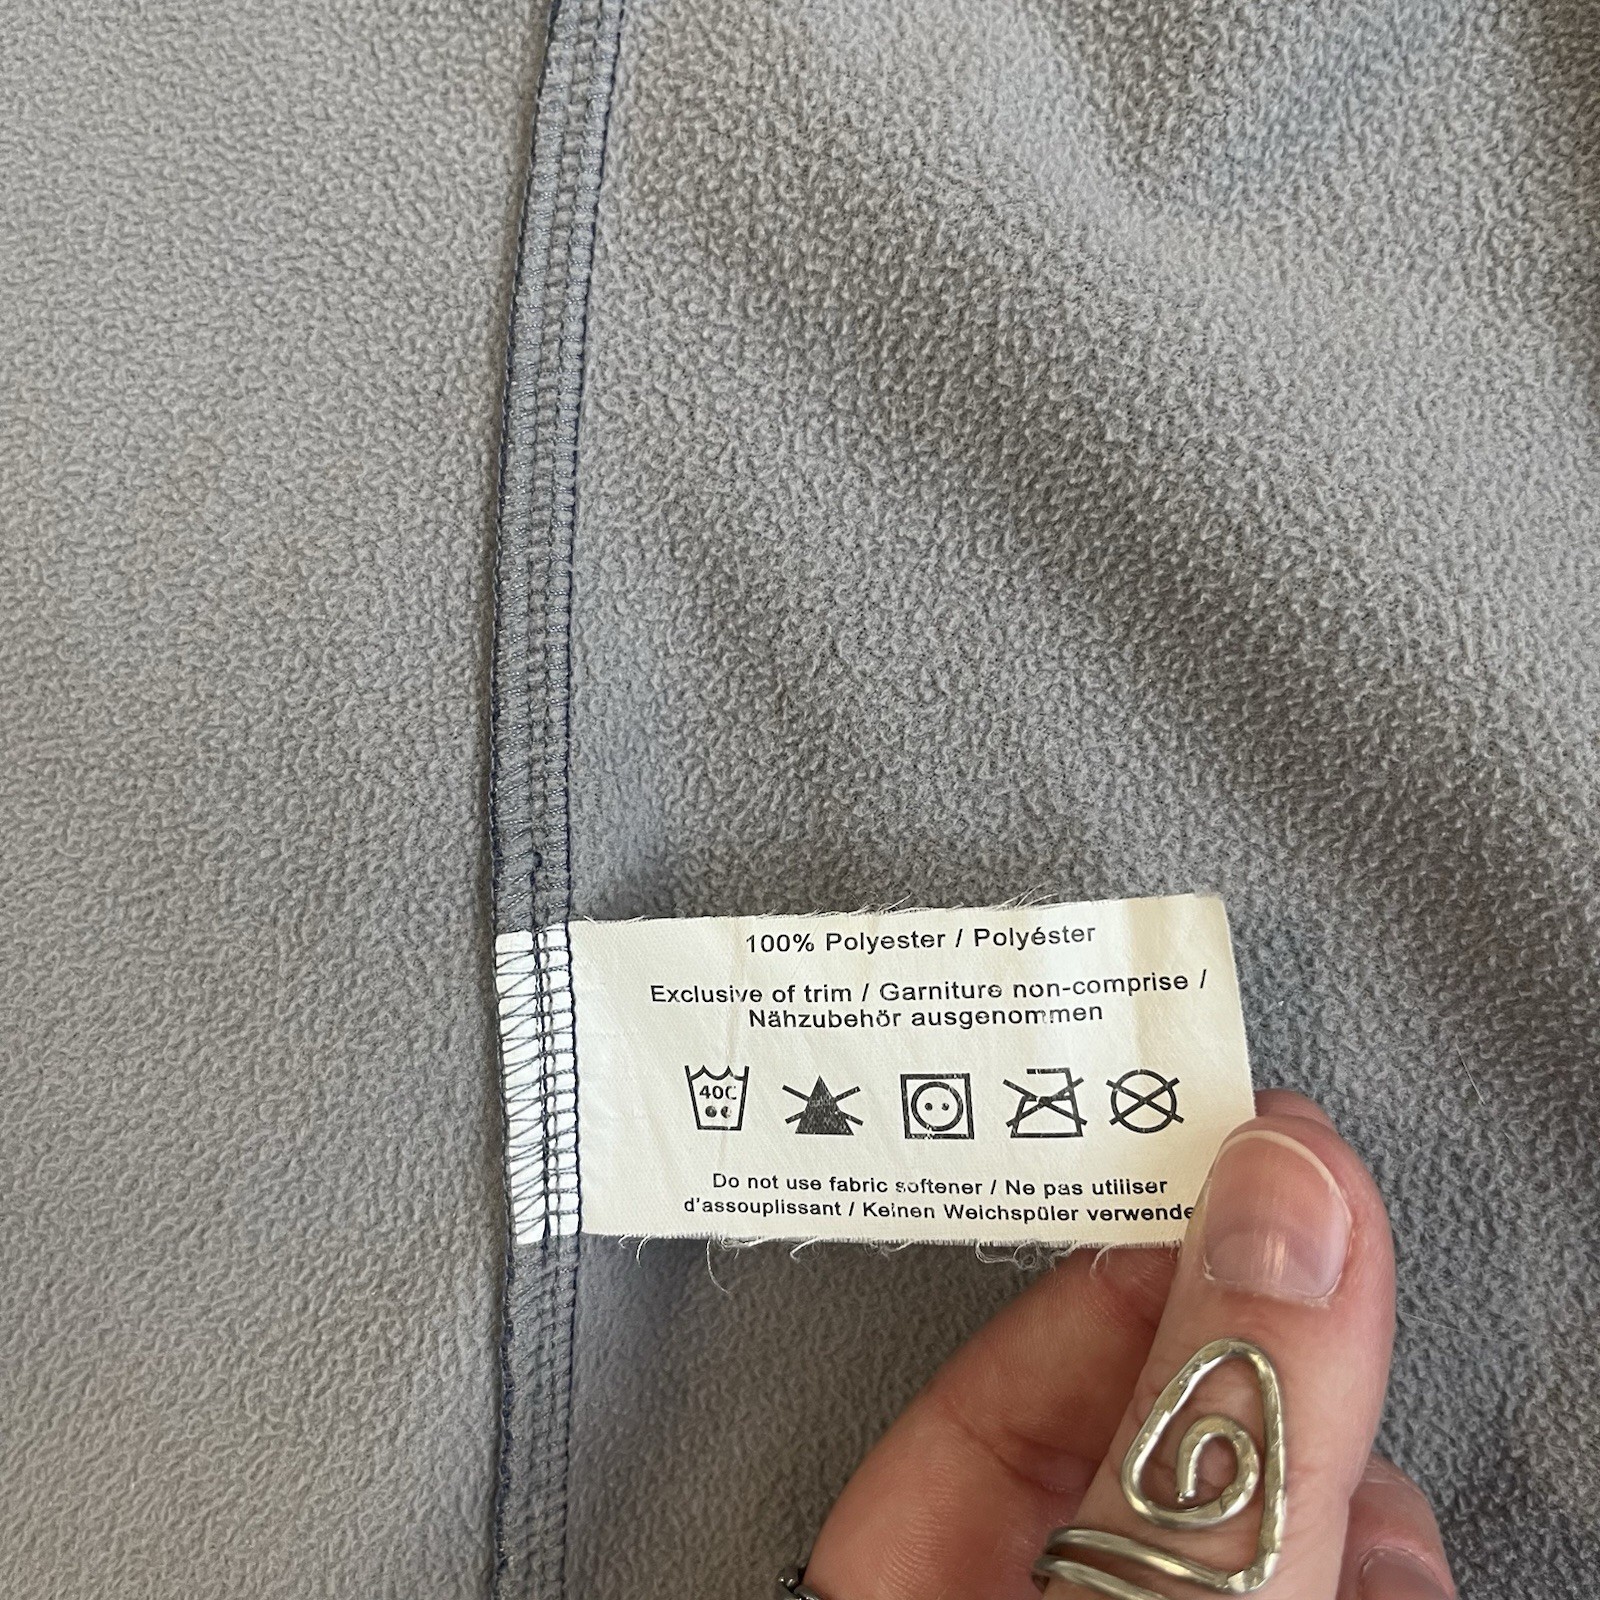 100% Polyester / Polyéster
Exclusive of trim / Garniture non-comprise /
Nähzubehör ausgenommen
40C
Do not use fabric softener / Ne pas utiliser
d'assouplissant / Keinen Weichspüler verwende